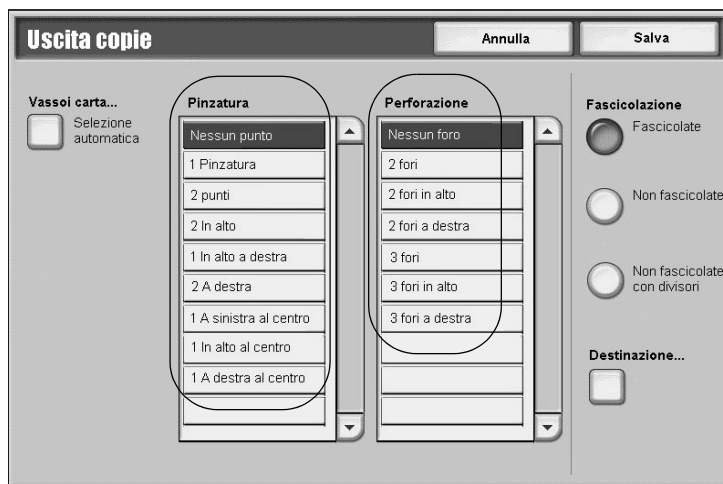 Uscita copie
Annulla
Salva
Vassoi carta...
Selezione
automatica
Pinzatura
Nessun punto
1 Pinzatura
2 punti
2 In alto
1 In alto a destra
2 A destra
1 A sinistra al centro
1 In alto al centro
1 A destra al centro
Perforazione
Nessun foro
2 fori
2 fori in alto
2 fori a destra
3 fori
3 fori in alto
3 fori a destra
Fascicolazione
Fascicolate
Non fascicolate
Non fascicolate
con divisori
Destinazione...